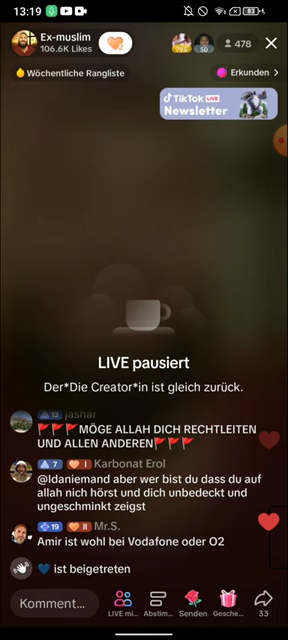 13:19
Ex-muslim
106.6K Likes
793
50
478
Wöchentliche Rangliste
Erkunden
TikTok LIVE
Newsletter
LIVE pausiert
Der*Die Creator*in ist gleich zurück.
13 jashar
🚩🚩🚩MÖGE ALLAH DICH RECHTLEITEN
UND ALLEN ANDEREN🚩🚩🚩
7 I Karbonat Erol
@Idaniemand aber wer bist du dass du auf
allah nich hörst und dich unbedeckt und
ungeschminkt zeigst
19 II Mr.S.
Amir ist wohl bei Vodafone oder O2
💙 ist beigetreten
Komment...
LIVE mi...
Abstim...
Senden
Gesche...
33